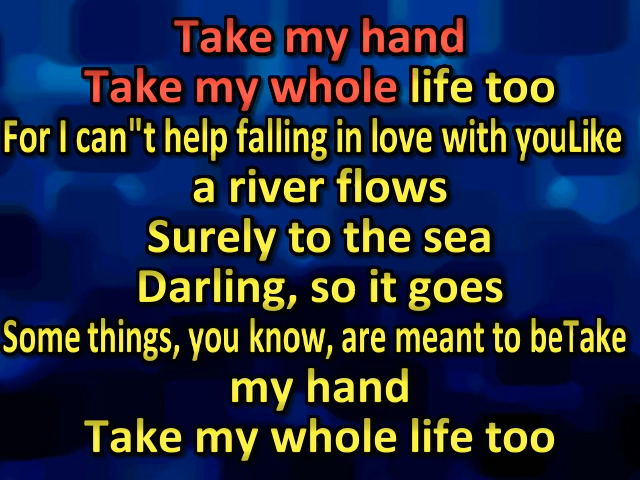 Take my hand
Take my whole life too
For I can"t help falling in love with youLike
a river flows
Surely to the sea
Darling, so it goes
Some things, you know, are meant to beTake
my hand
Take my whole life too